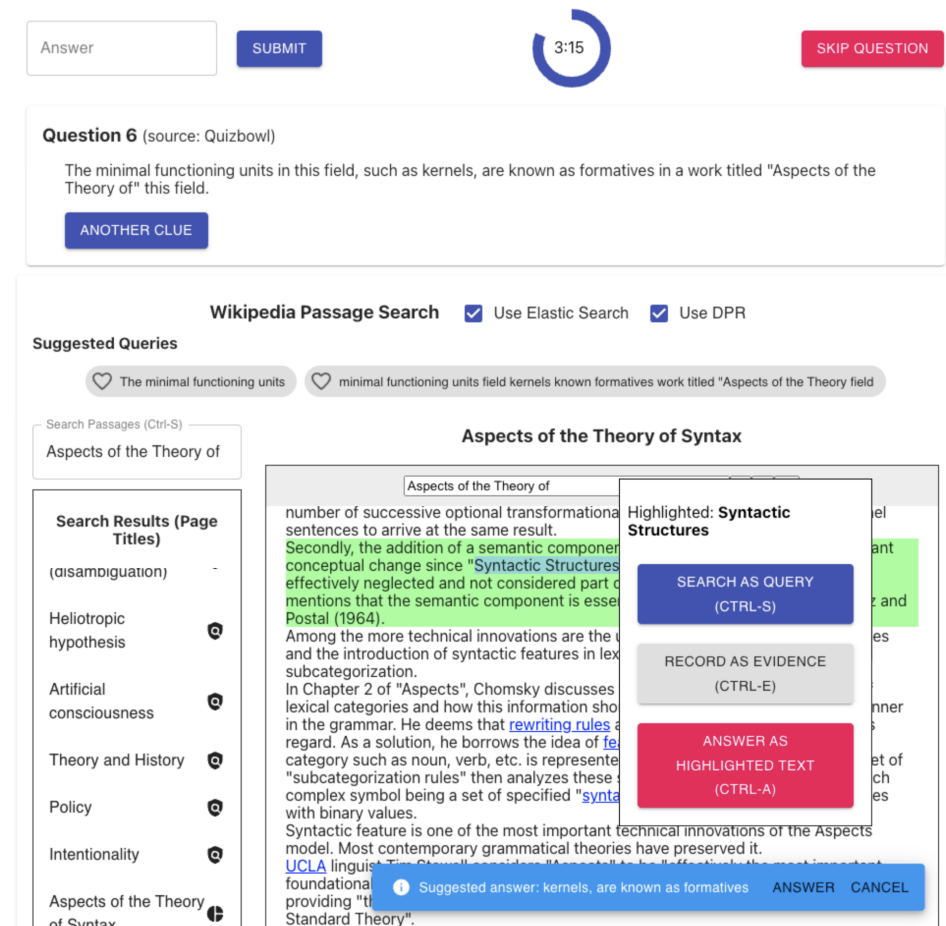 Answer
SUBMIT
3:15
SKIP QUESTION
Question 6 (source: Quizbowl)
The minimal functioning units in this field, such as kernels, are known as formatives in a work titled "Aspects of the
Theory of" this field.
ANOTHER CLUE
Wikipedia Passage Search
Use Elastic Search
Use DPR
Suggested Queries
The minimal functioning units
minimal functioning units field kernels known formatives work titled "Aspects of the Theory field
Search Passages (Ctrl-S)
Aspects of the Theory of
Search Results (Page
Titles)
(disambiguation)
Heliotropic
hypothesis
Artificial
consciousness
Theory and History
Policy
Intentionality
Aspects of the Theory
of Syntax
Aspects of the Theory of Syntax
Aspects of the Theory of
number of successive optional transformationa
sentences to arrive at the same result.
Secondly, the addition of a semantic componen
ant
conceptual change since "Syntactic Structures
effectively neglected and not considered part
mentions that the semantic component is esse
z and
Postal (1964).
Among the more technical innovations are the
es
and the introduction of syntactic features in lex
subcategorization.
In Chapter 2 of "Aspects", Chomsky discusses
lexical categories and how this information sho
nner
in the grammar. He deems that rewriting rules
s
regard. As a solution, he borrows the idea of fea
category such as noun, verb, etc. is represente
et of
"subcategorization rules" then analyzes these
ch
complex symbol being a set of specified "synta
es
with binary values.
Syntactic feature is one of the most important technical innovations of the Aspects
model. Most contemporary grammatical theories have preserved it.
UCLA linguist Tim Stowell considers "Aspects" to be "effectively the most important
foundational
providing "th
Standard Theory".
Highlighted: Syntactic
Structures
SEARCH AS QUERY
(CTRL-S)
RECORD AS EVIDENCE
(CTRL-E)
ANSWER AS
HIGHLIGHTED TEXT
(CTRL-A)
Suggested answer: kernels, are known as formatives
ANSWER
CANCEL